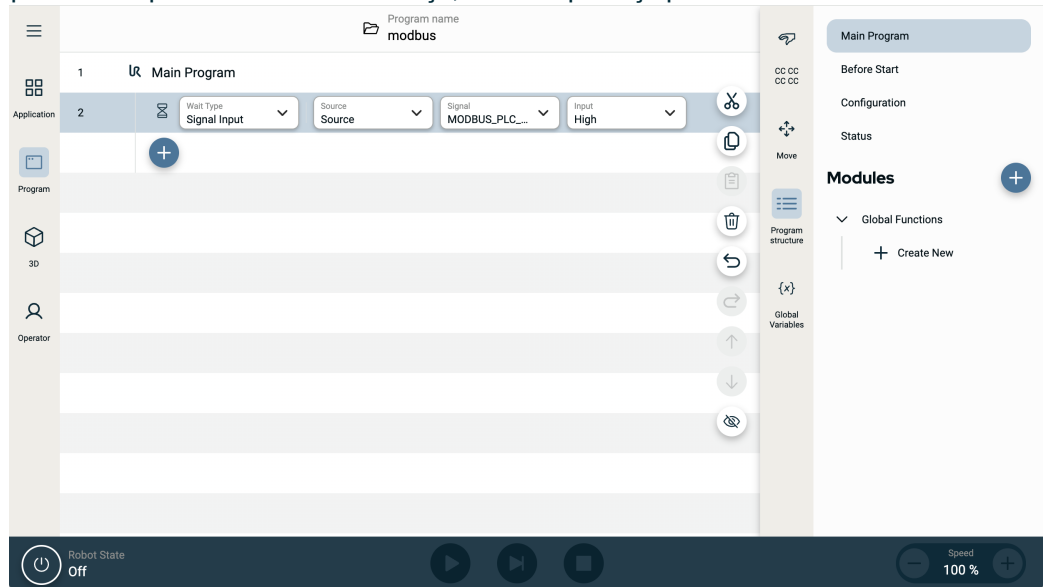 Program name
modbus
1 Main Program
Application
2 Wait Type Signal Input Source Source Signal MODBUS_PLC_... Input High
Program
3D
Operator
CC CC
CC CC
Move
Program
structure
{x}
Global
Variables
Main Program
Before Start
Configuration
Status
Modules
Global Functions
Create New
Robot State
Off
Speed
100 %